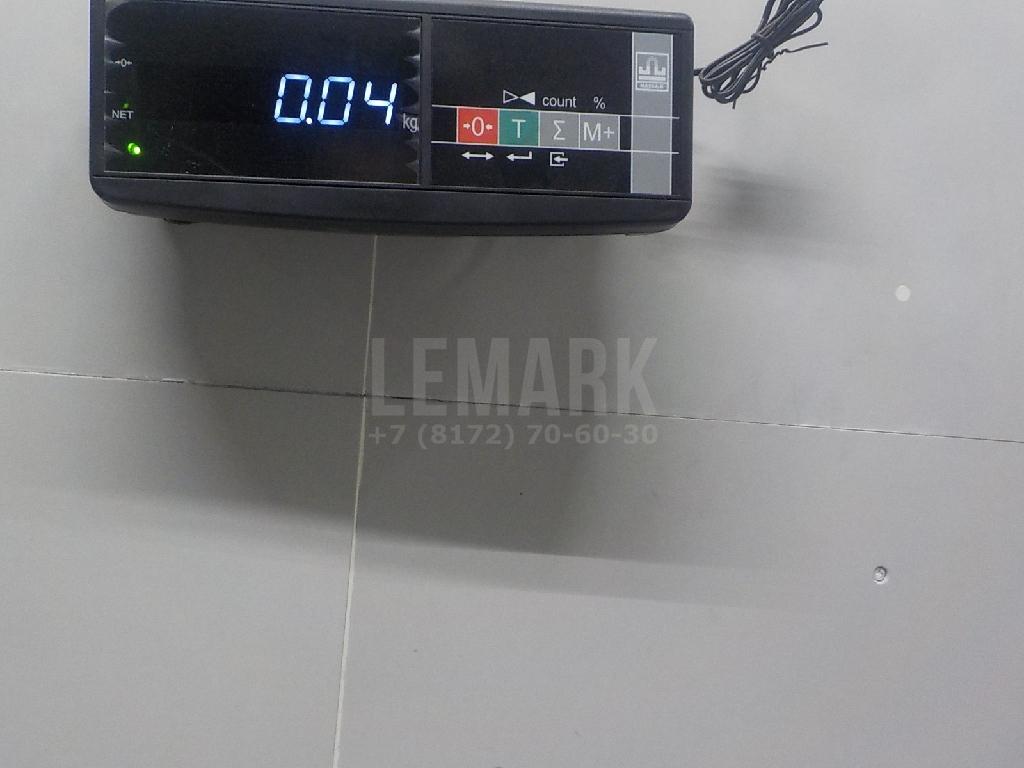 →0←
NET
0.04 kg
count %
→0← T Σ M+
LEMARK
+7 (8172) 70-60-30